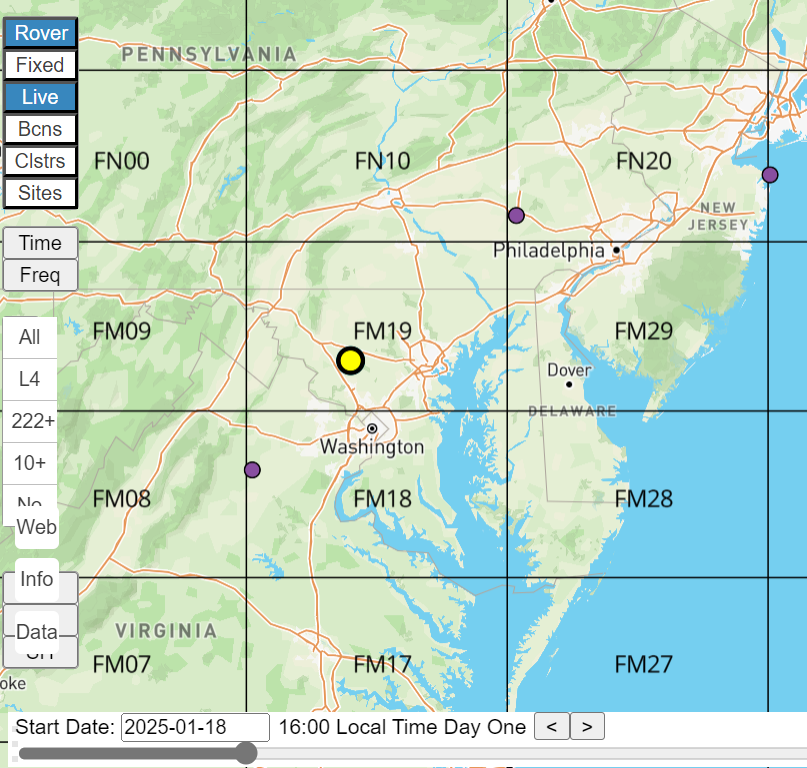 Rover
Fixed
Live
Bcns
Clstrs
Sites
Time
Freq
All
L4
222+
10+
No
Web
Info
Data
PENNSYLVANIA
FN00
FN10
FN20
NEW
JERSEY
Philadelphia
FM09
FM19
FM29
Dover
DELAWARE
Washington
FM08
FM18
FM28
VIRGINIA
FM07
FM17
FM27
oke
Start Date: 2025-01-18 16:00 Local Time Day One < >